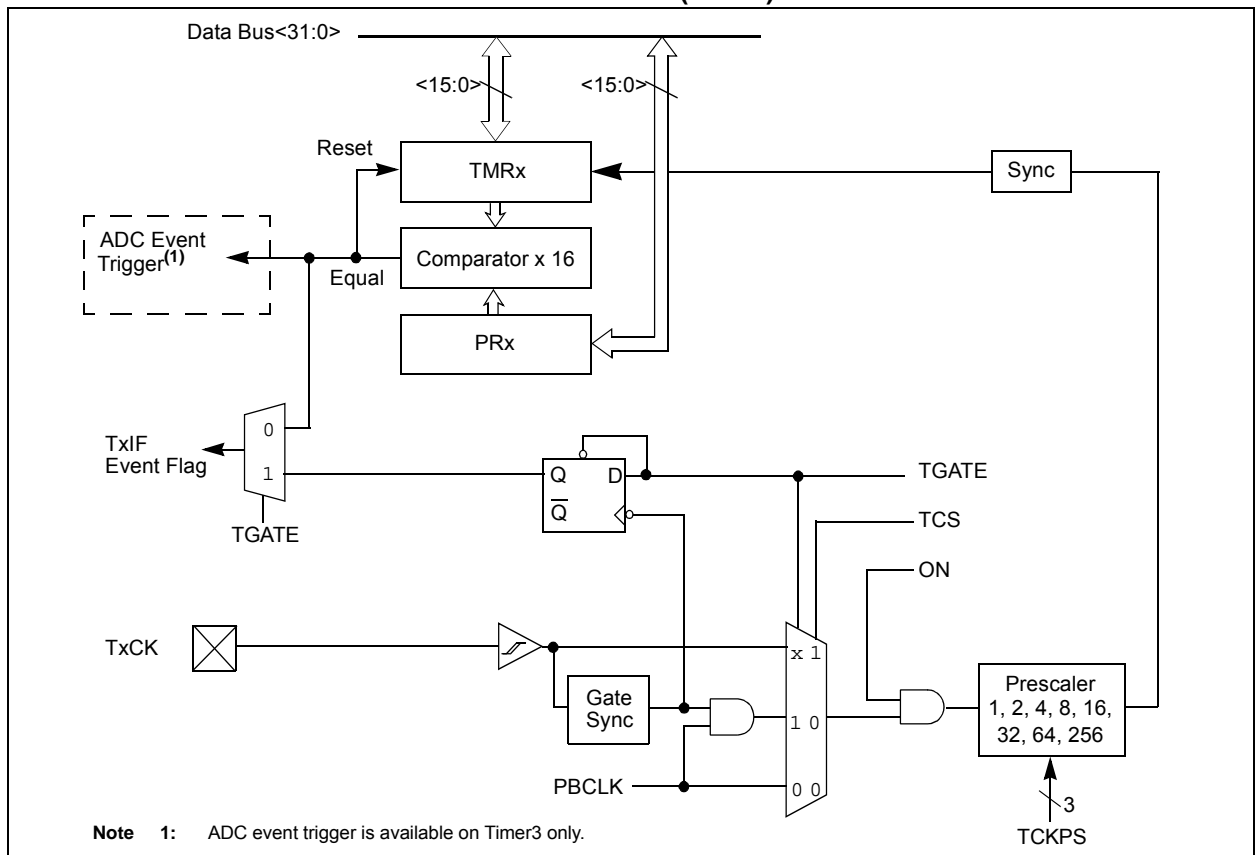 Data Bus<31:0>
<15:0>
<15:0>
Reset
TMRx
Sync
ADC Event
Trigger(1)
Equal
Comparator x 16
PRx
TxIF
Event Flag
0
1
TGATE
Q
D
Q
TGATE
TCS
ON
TxCK
x 1
Gate
Sync
1 0
Prescaler
1, 2, 4, 8, 16,
32, 64, 256
PBCLK
0 0
3
TCKPS
Note 1: ADC event trigger is available on Timer3 only.